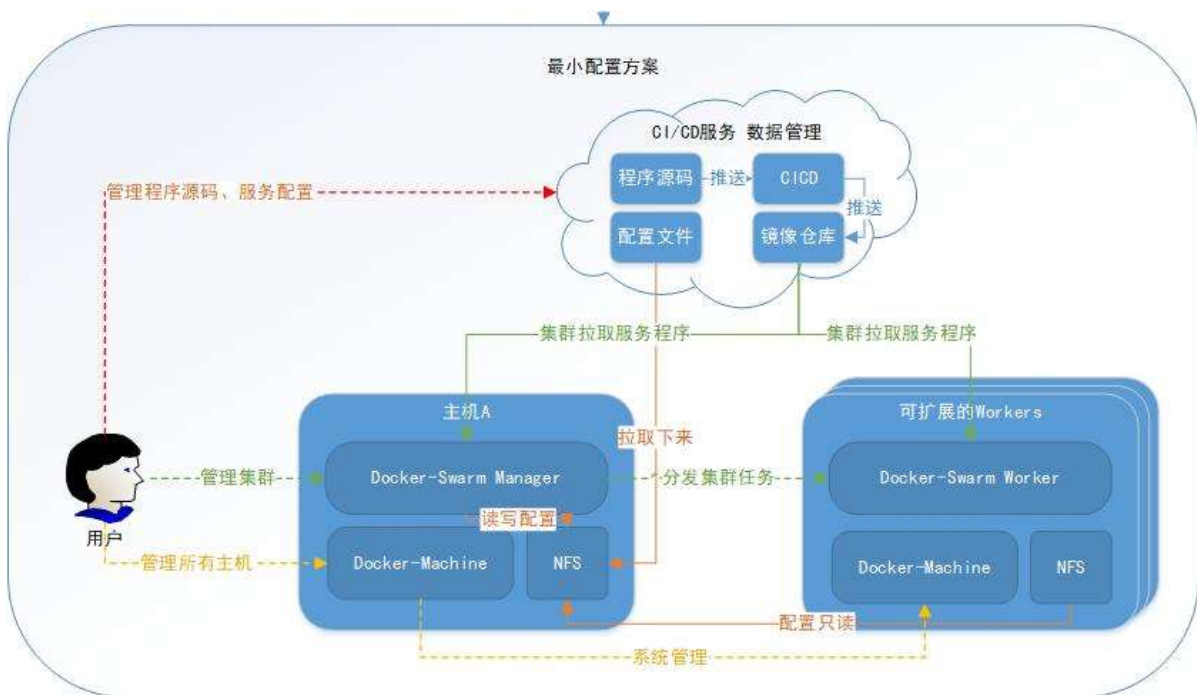 最小配置方案
CI/CD服务 数据管理
程序源码
推送
CICD
推送
配置文件
镜像仓库
管理程序源码、服务配置
集群拉取服务程序
集群拉取服务程序
主机A
可扩展的Workers
拉取下来
管理集群
Docker-Swarm Manager
分发集群任务
Docker-Swarm Worker
读写配置
用户
管理所有主机
Docker-Machine
NFS
Docker-Machine
NFS
配置只读
系统管理